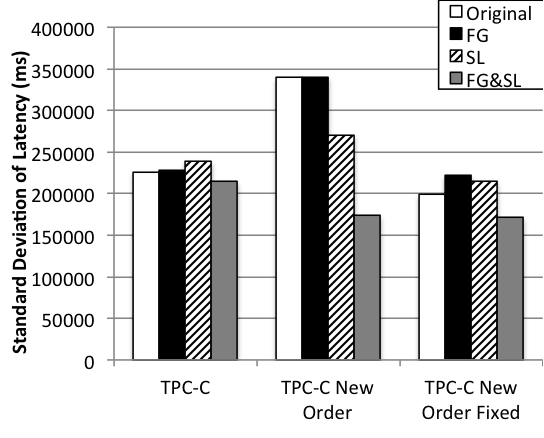 Original
FG
SL
FG&SL
Standard Deviation of Latency (ms)
400000
350000
300000
250000
200000
150000
100000
50000
0
TPC-C
TPC-C New
Order
TPC-C New
Order Fixed